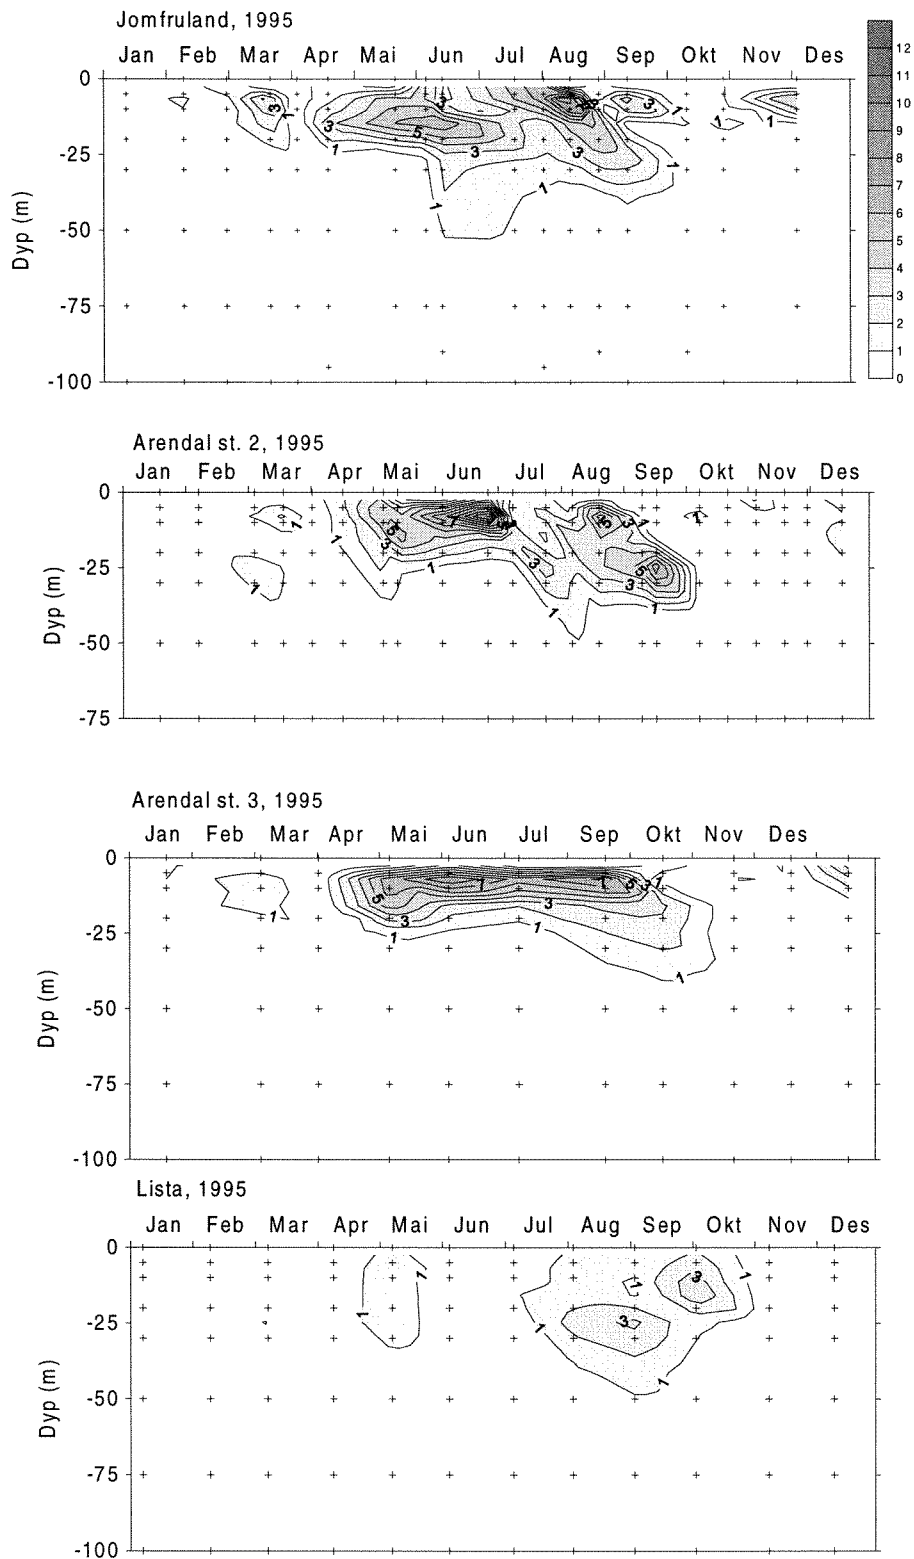 Jomfruland, 1995
Jan Feb Mar Apr Mai Jun Jul Aug Sep Okt Nov Des
0
-25
-50
-75
-100
Dyp (m)
3 1 3 1 5 3 3 1 1 3 3 1 1 1
12
11
10
9
8
7
6
5
4
3
2
1
0
Arendal st. 2, 1995
Jan Feb Mar Apr Mai Jun Jul Aug Sep Okt Nov Des
0
-25
-50
-75
Dyp (m)
1 1 1 5 3 1 7 3 1 5 3 1 5 3 1 1
Arendal st. 3, 1995
Jan Feb Mar Apr Mai Jun Jul Sep Okt Nov Des
0
-25
-50
-75
-100
Dyp (m)
1 5 3 1 7 3 1 7 5 3 1 1
Lista, 1995
Jan Feb Mar Apr Mai Jun Jul Aug Sep Okt Nov Des
0
-25
-50
-75
-100
Dyp (m)
1 1 1 3 1 3 1 1